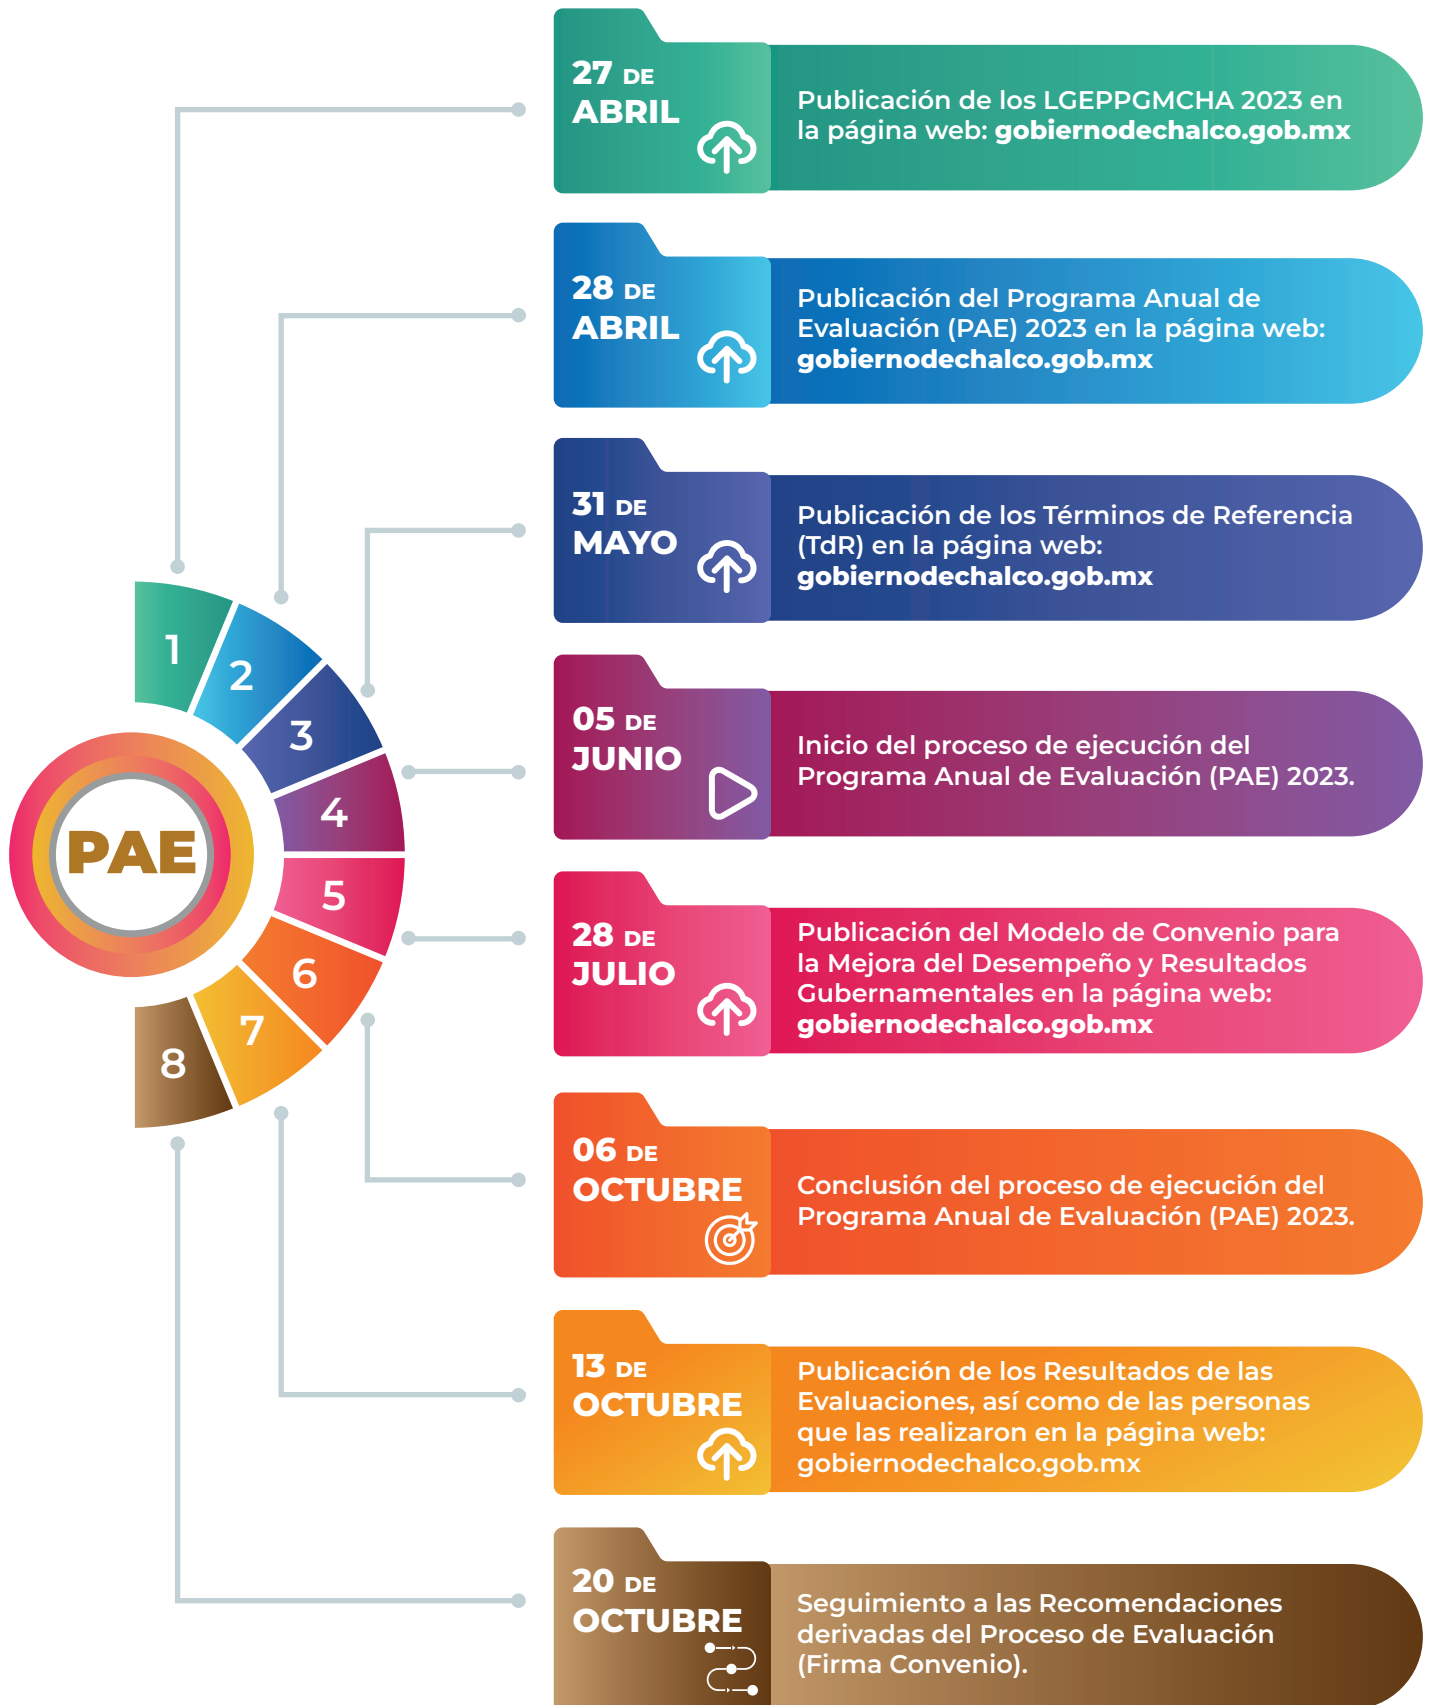 27 DE
ABRIL
Publicación de los LGEPPGMCHA 2023 en
la página web: gobiernodechalco.gob.mx
28 DE
ABRIL
Publicación del Programa Anual de
Evaluación (PAE) 2023 en la página web:
gobiernodechalco.gob.mx
31 DE
MAYO
Publicación de los Términos de Referencia
(TdR) en la página web:
gobiernodechalco.gob.mx
05 DE
JUNIO
Inicio del proceso de ejecución del
Programa Anual de Evaluación (PAE) 2023.
28 DE
JULIO
Publicación del Modelo de Convenio para
la Mejora del Desempeño y Resultados
Gubernamentales en la página web:
gobiernodechalco.gob.mx
06 DE
OCTUBRE
Conclusión del proceso de ejecución del
Programa Anual de Evaluación (PAE) 2023.
13 DE
OCTUBRE
Publicación de los Resultados de las
Evaluaciones, así como de las personas
que las realizaron en la página web:
gobiernodechalco.gob.mx
20 DE
OCTUBRE
Seguimiento a las Recomendaciones
derivadas del Proceso de Evaluación
(Firma Convenio).
1
2
3
4
5
6
7
8
PAE